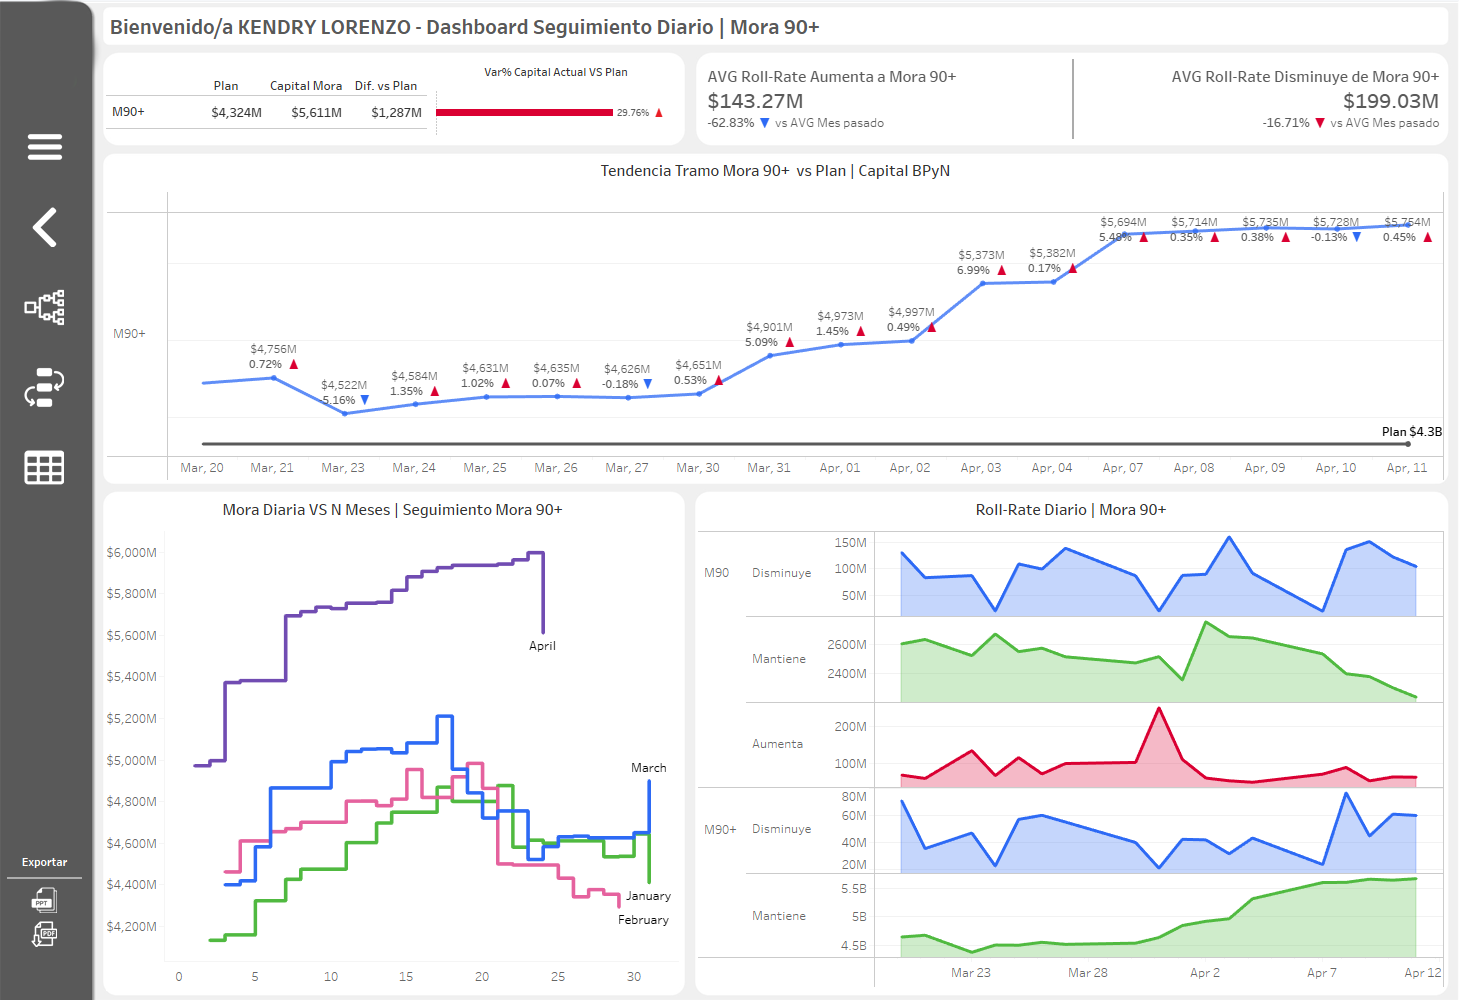 Bienvenido/a KENDRY LORENZO - Dashboard Seguimiento Diario | Mora 90+
Plan Capital Mora Dif. vs Plan
M90+ $4,324M $5,611M $1,287M
Var% Capital Actual VS Plan
29.76%
AVG Roll-Rate Aumenta a Mora 90+
$143.27M
-62.83% vs AVG Mes pasado
AVG Roll-Rate Disminuye de Mora 90+
$199.03M
-16.71% vs AVG Mes pasado
Tendencia Tramo Mora 90+ vs Plan | Capital BPyN
M90+
$4,756M
0.72%
$4,522M
-5.16%
$4,584M
1.35%
$4,631M
1.02%
$4,635M
0.07%
$4,626M
-0.18%
$4,651M
0.53%
$4,901M
5.09%
$4,973M
1.45%
$4,997M
0.49%
$5,373M
6.99%
$5,382M
0.17%
$5,694M
5.48%
$5,714M
0.35%
$5,735M
0.38%
$5,728M
-0.13%
$5,754M
0.45%
Plan $4.3B
Mar, 20 Mar, 21 Mar, 23 Mar, 24 Mar, 25 Mar, 26 Mar, 27 Mar, 30 Mar, 31 Apr, 01 Apr, 02 Apr, 03 Apr, 04 Apr, 07 Apr, 08 Apr, 09 Apr, 10 Apr, 11
Mora Diaria VS N Meses | Seguimiento Mora 90+
$6,000M
$5,800M
$5,600M
$5,400M
$5,200M
$5,000M
$4,800M
$4,600M
$4,400M
$4,200M
April
March
January
February
0 5 10 15 20 25 30
Roll-Rate Diario | Mora 90+
M90 Disminuye
150M
100M
50M
Mantiene
2600M
2400M
Aumenta
200M
100M
M90+ Disminuye
80M
60M
40M
20M
Mantiene
5.5B
5B
4.5B
Mar 23 Mar 28 Apr 2 Apr 7 Apr 12
Exportar
PPT
PDF